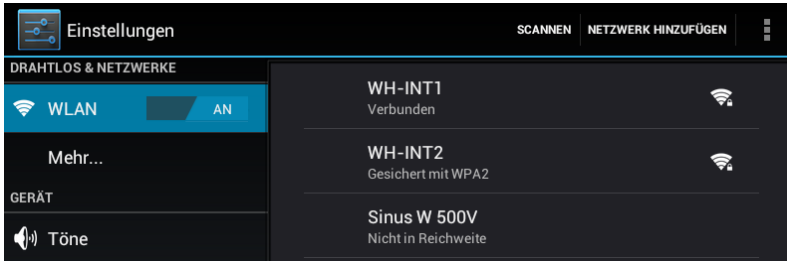 Einstellungen
SCANNEN NETZWERK HINZUFÜGEN
DRAHTLOS & NETZWERKE
WLAN AN
Mehr...
GERÄT
Töne
WH-INT1
Verbunden
WH-INT2
Gesichert mit WPA2
Sinus W 500V
Nicht in Reichweite